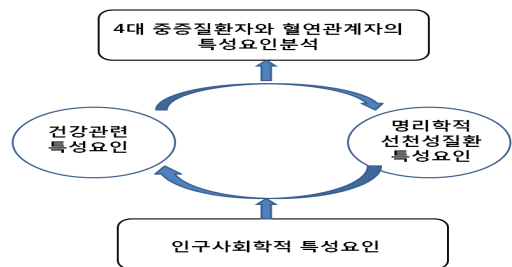 4대 중증질환자와 혈연관계자의
특성요인분석
건강관련
특성요인
명리학적
선천성질환
특성요인
인구사회학적 특성요인